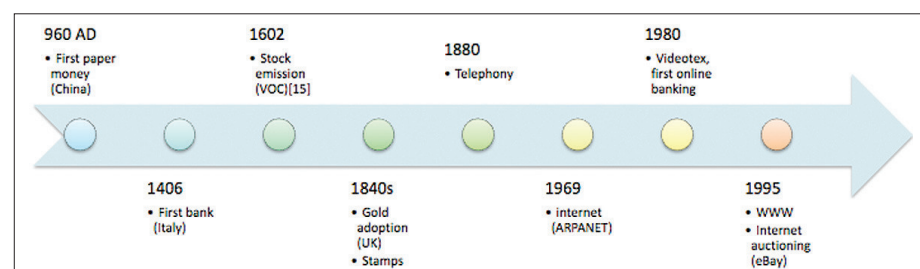 960 AD
• First paper
money
(China)
1406
• First bank
(Italy)
1602
• Stock
emission
(VOC)[15]
1840s
• Gold
adoption
(UK)
• Stamps
1880
• Telephony
1969
• internet
(ARPANET)
1980
• Videotex,
first online
banking
1995
• WWW
• Internet
auctioning
(eBay)